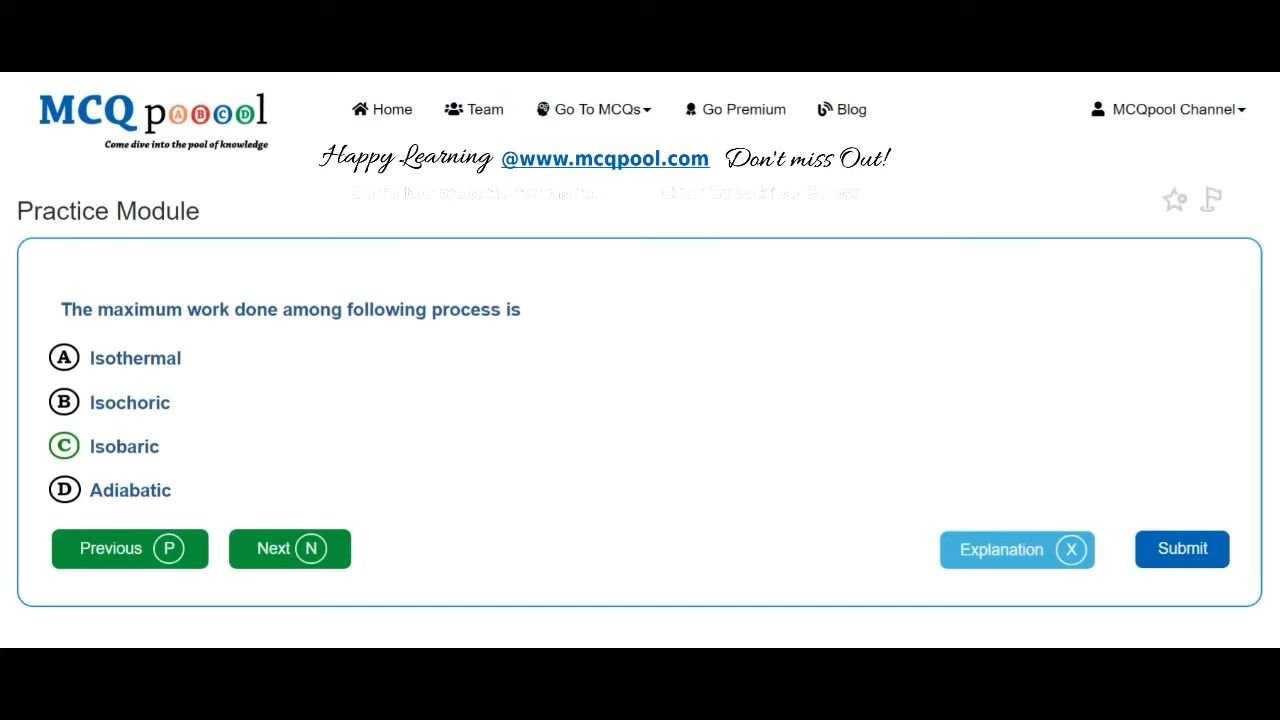 MCQ poool
Come dive into the pool of knowledge
Home Team Go To MCQs Go Premium Blog MCQpool Channel
Happy Learning @www.mcqpool.com Don't miss Out!
Practice Module
The maximum work done among following process is
A Isothermal
B Isochoric
C Isobaric
D Adiabatic
Previous P Next N Explanation X Submit